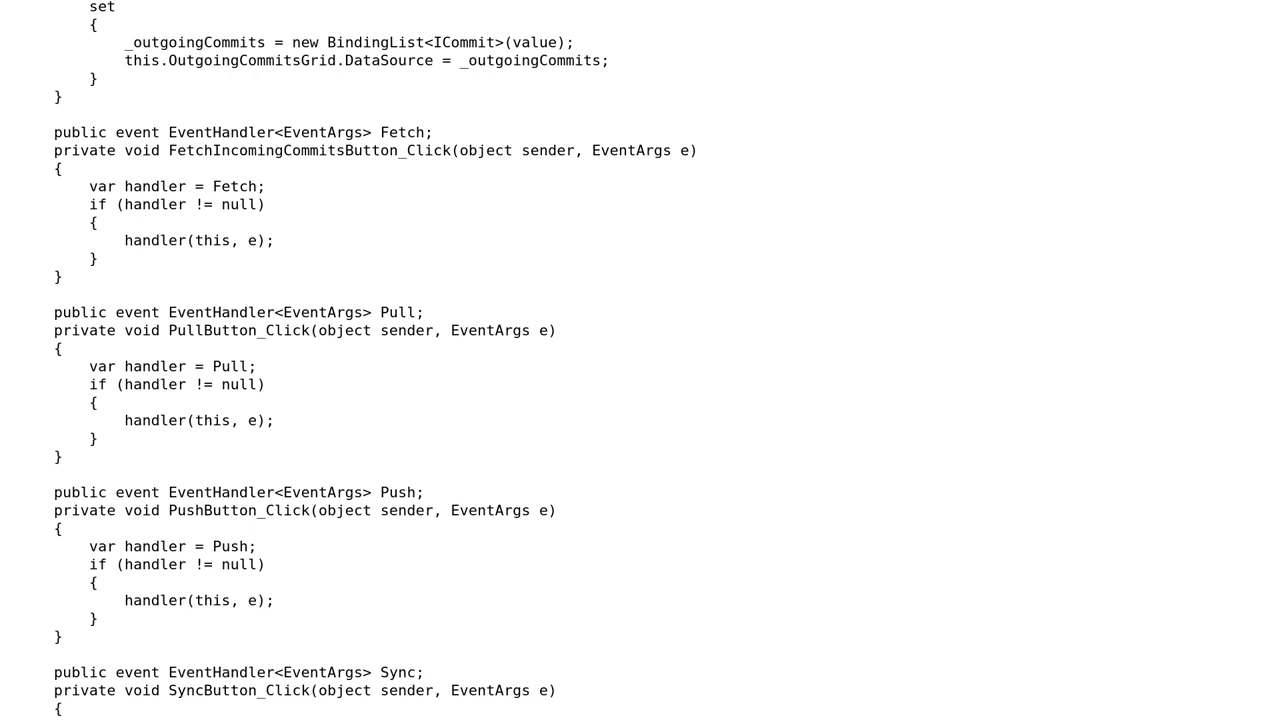 set
{
_outgoingCommits = new BindingList<ICommit>(value);
this.OutgoingCommitsGrid.DataSource = _outgoingCommits;
}
}
public event EventHandler<EventArgs> Fetch;
private void FetchIncomingCommitsButton_Click(object sender, EventArgs e)
{
var handler = Fetch;
if (handler != null)
{
handler(this, e);
}
}
public event EventHandler<EventArgs> Pull;
private void PullButton_Click(object sender, EventArgs e)
{
var handler = Pull;
if (handler != null)
{
handler(this, e);
}
}
public event EventHandler<EventArgs> Push;
private void PushButton_Click(object sender, EventArgs e)
{
var handler = Push;
if (handler != null)
{
handler(this, e);
}
}
public event EventHandler<EventArgs> Sync;
private void SyncButton_Click(object sender, EventArgs e)
{